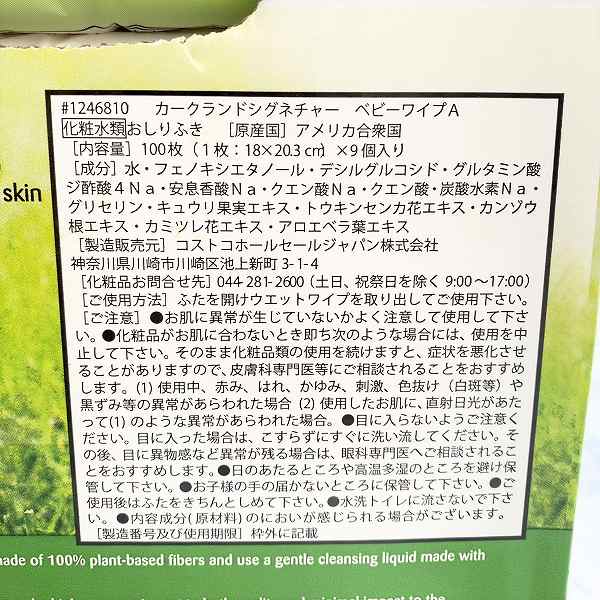 #1246810　カークランドシグネチャー　ベビーワイプA
化粧水類 おしりふき　［原産国］アメリカ合衆国
［内容量］100枚（1枚：18×20.3㎝）×9個入り
［成分］水・フェノキシエタノール・デシルグルコシド・グルタミン酸
ジ酢酸4Na・安息香酸Na・クエン酸Na・クエン酸・炭酸水素Na・
グリセリン・キュウリ果実エキス・トウキンセンカ花エキス・カンゾウ
根エキス・カミツレ花エキス・アロエベラ葉エキス
［製造販売元］コストコホールセールジャパン株式会社
神奈川県川崎市川崎区池上新町 3-1-4
［化粧品お問合せ先］044 281-2600（土日、祝祭日を除く 9:00～17:00）
［ご使用方法］ふたを開けウエットワイプを取り出してご使用下さい。
［ご注意］●お肌に異常が生じていないかよく注意して使用して下さ
い。●化粧品がお肌に合わないとき即ち次のような場合には、使用を中
止して下さい。そのまま化粧品類の使用を続けますと、症状を悪化させ
ることがありますので、皮膚科専門医等にご相談されることをおすすめ
します。(1) 使用中、赤み、はれ、かゆみ、刺激、色抜け（白斑等）や
黒ずみ等の異常があらわれた場合 (2) 使用したお肌に、直射日光があた
って(1) のような異常があらわれた場合。●目に入らないようご注意く
ださい。目に入った場合は、こすらずにすぐに洗い流してください。そ
の後、目に異物感など異常が残る場合は、眼科専門医へご相談されるこ
とをおすすめします。●日のあたるところや高温多湿のところを避け保
管して下さい。●お子様の手の届かないところに保管して下さい。●ご
使用後はふたをきちんとしめて下さい。●水洗トイレに流さないで下さ
い。●内容成分(原材料)のにおいが感じられる場合がございます。
［製造番号及び使用期限］枠外に記載
skin
made of 100% plant-based fibers and use a gentle cleansing liquid made with